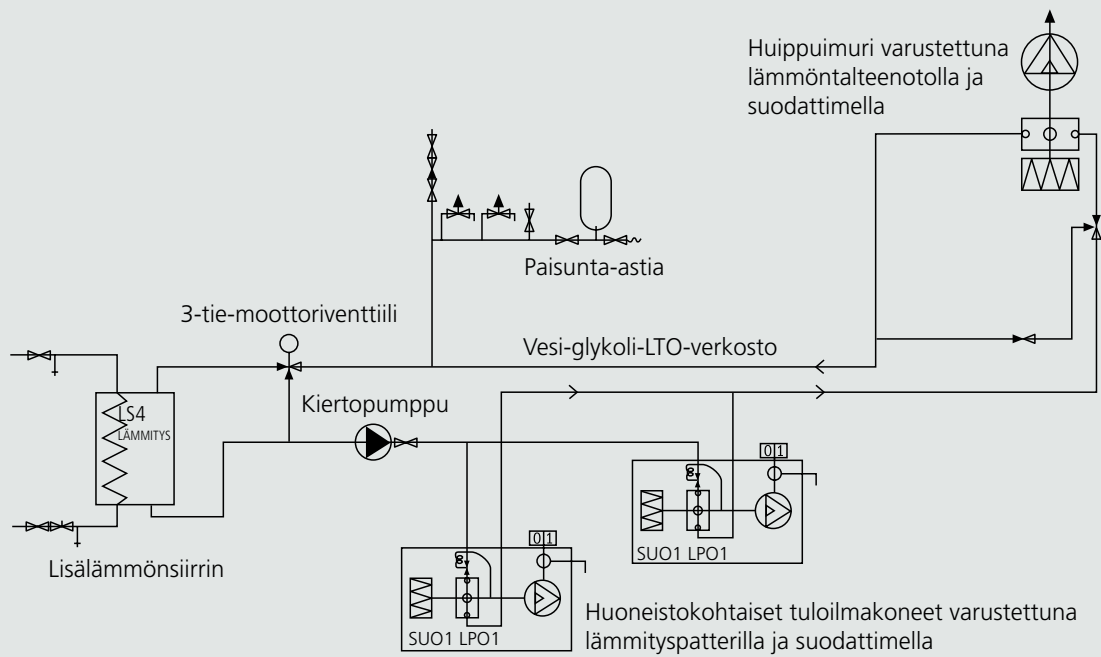 Huippuimuri varustettuna
lämmöntalteenotolla ja
suodattimella
Paisunta-astia
3-tie-moottoriventtiili
Vesi-glykoli-LTO-verkosto
Kiertopumppu
LS4
LÄMMITYS
0 1
SUO1 LPO1
Lisälämmönsiirrin
0 1
SUO1 LPO1
Huoneistokohtaiset tuloilmakoneet varustettuna
lämmityspatterilla ja suodattimella